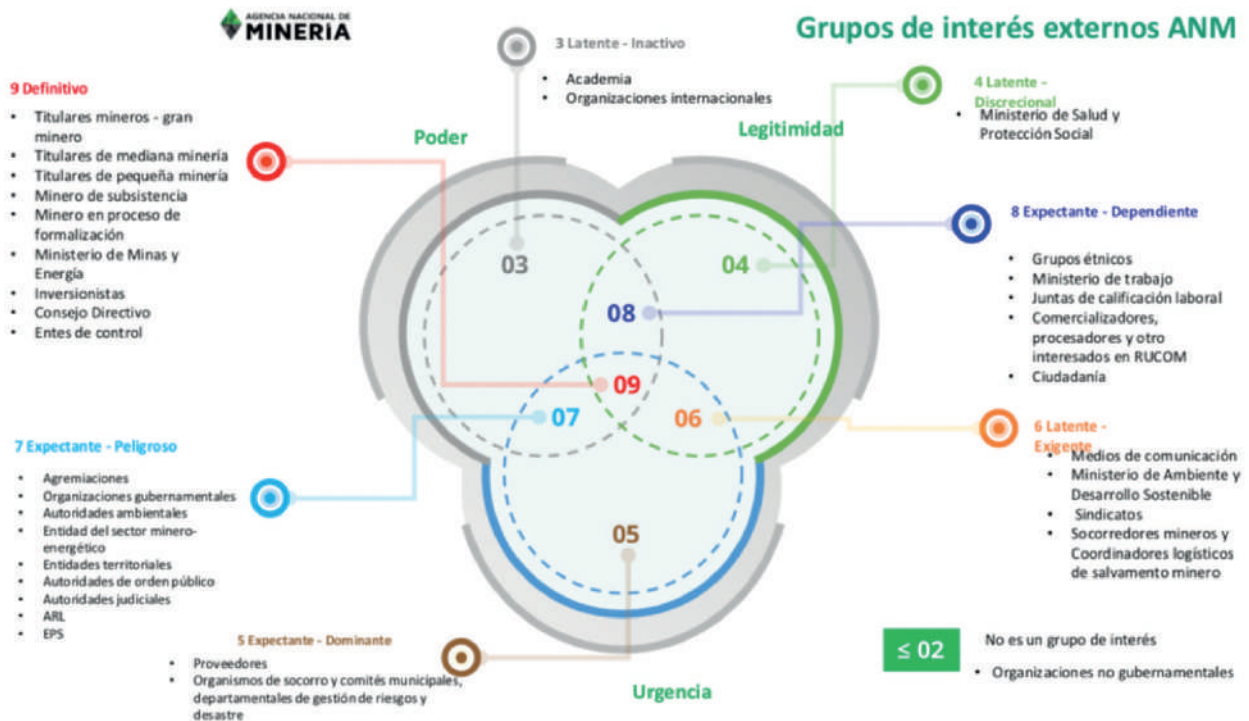 AGENCIA NACIONAL DE
MINERÍA
Grupos de interés externos ANM
3 Latente - Inactivo
• Academia
• Organizaciones internacionales
9 Definitivo
• Titulares mineros - gran
minero
• Titulares de mediana minería
• Titulares de pequeña minería
• Minero de subsistencia
• Minero en proceso de
formalización
• Ministerio de Minas y
Energía
• Inversionistas
• Consejo Directivo
• Entes de control
4 Latente -
Discrecional
• Ministerio de Salud y
Protección Social
Poder
Legitimidad
8 Expectante - Dependiente
• Grupos étnicos
• Ministerio de trabajo
• Juntas de calificación laboral
• Comercializadores,
procesadores y otro
interesados en RUCOM
• Ciudadanía
03
04
08
09
07
06
05
7 Expectante - Peligroso
• Agremiaciones
• Organizaciones gubernamentales
• Autoridades ambientales
• Entidad del sector minero-
energético
• Entidades territoriales
• Autoridades de orden público
• Autoridades judiciales
• ARL
• EPS
6 Latente -
Exigente
• Medios de comunicación
• Ministerio de Ambiente y
Desarrollo Sostenible
• Sindicatos
• Socorredores mineros y
Coordinadores logísticos
de salvamento minero
5 Expectante - Dominante
• Proveedores
• Organismos de socorro y comités municipales,
departamentales de gestión de riesgos y
desastre
Urgencia
≤ 02
No es un grupo de interés
• Organizaciones no gubernamentales